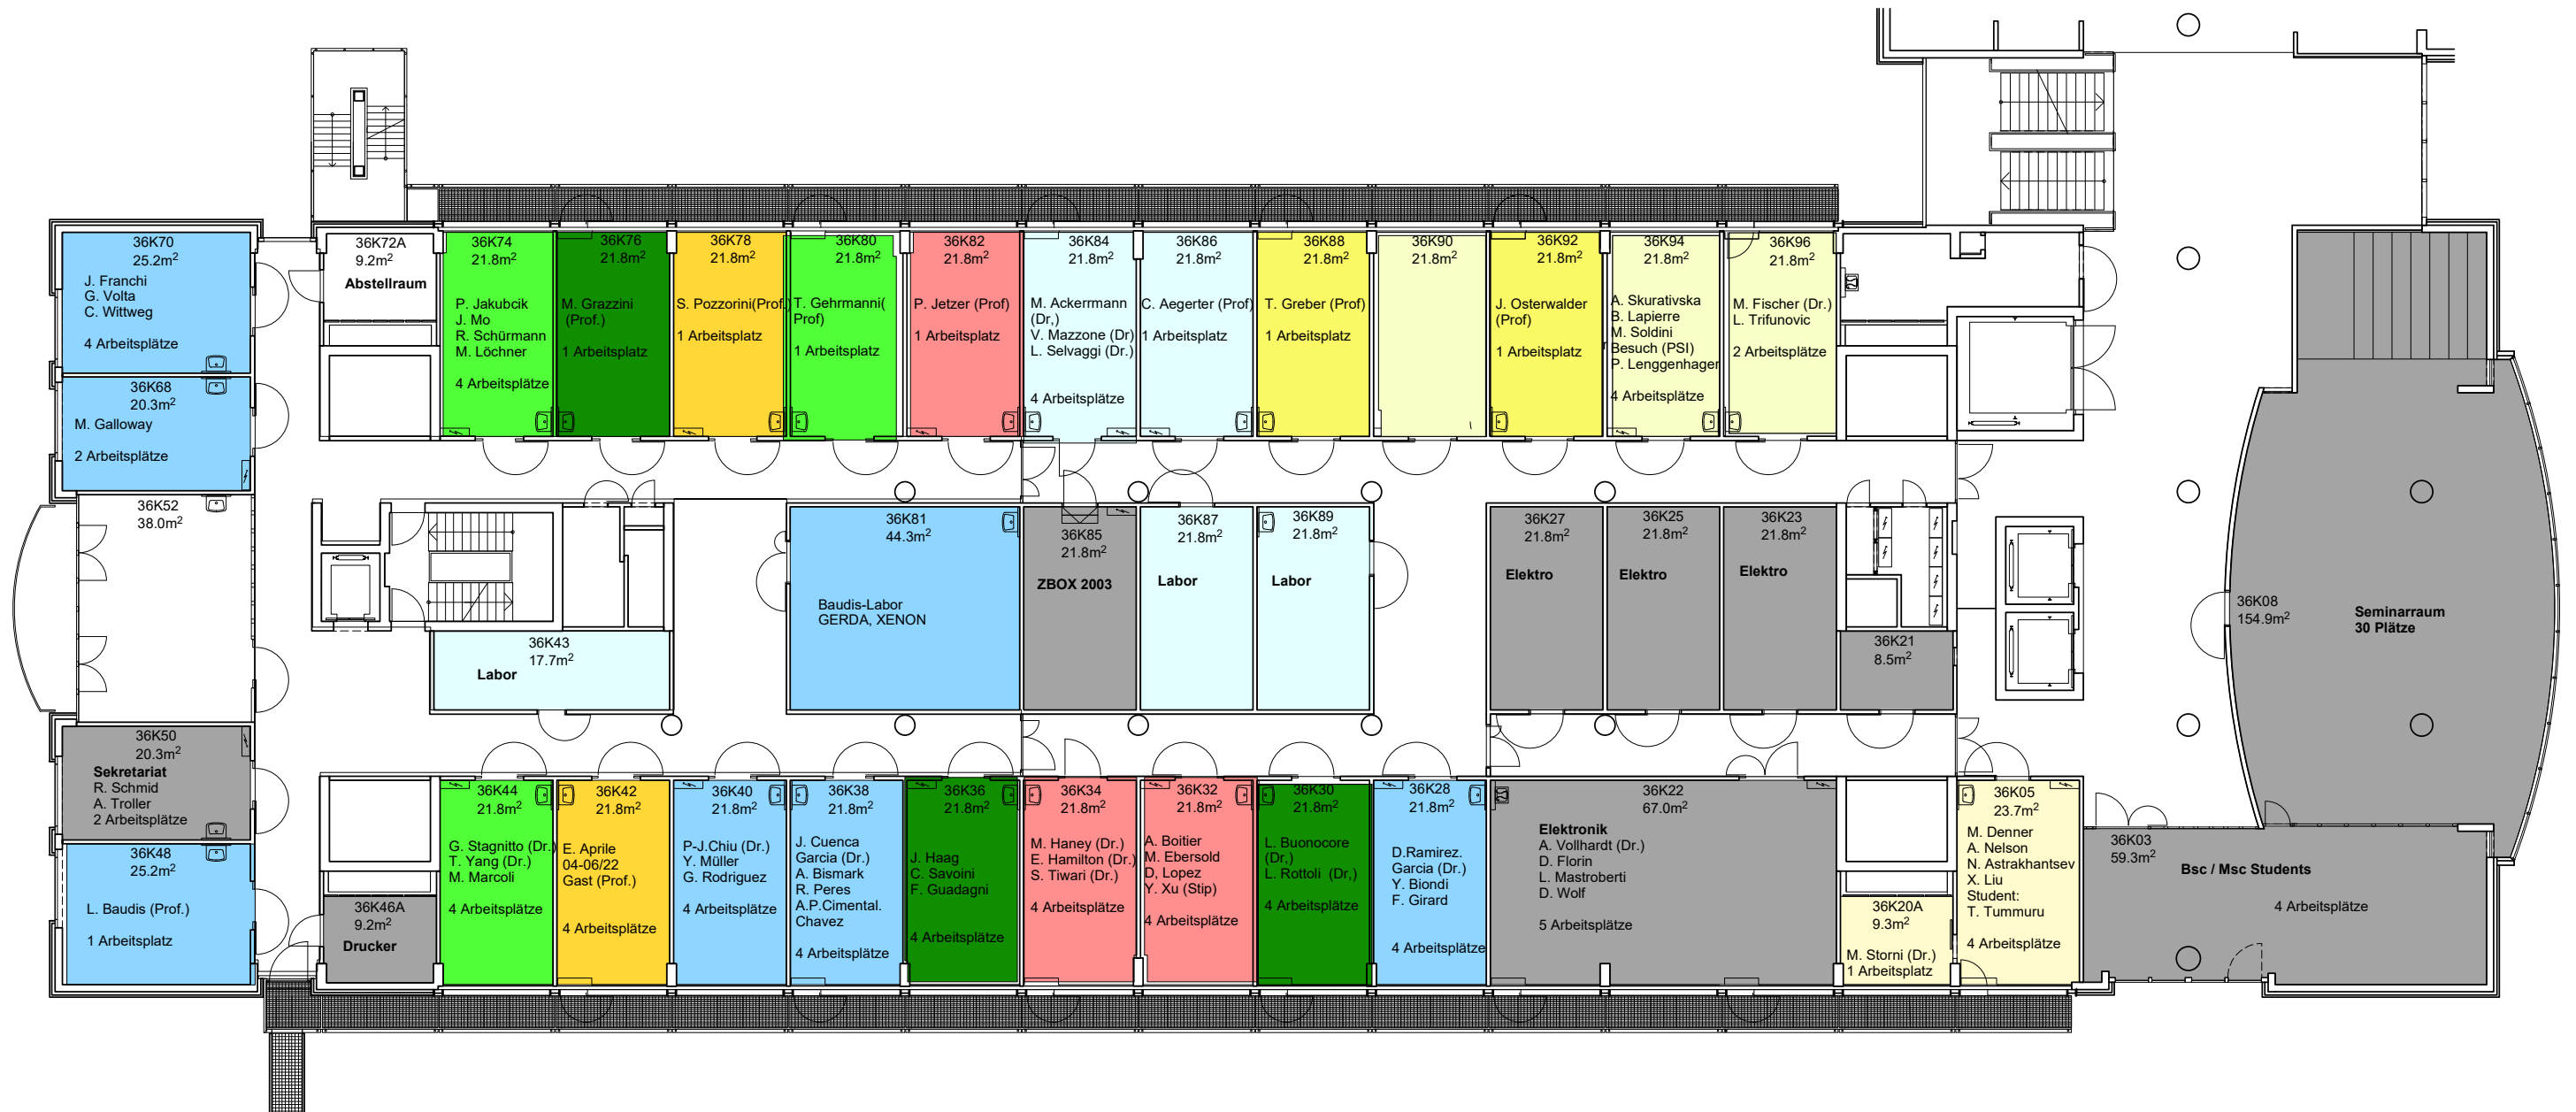 36K70
25.2m²
J. Franchi
G. Volta
C. Wittweg
4 Arbeitsplätze
36K72A
9.2m²
Abstellraum
36K74
21.8m²
P. Jakubcik
J. Mo
R. Schürmann
M. Löchner
4 Arbeitsplätze
36K76
21.8m²
M. Grazzini
(Prof.)
1 Arbeitsplatz
36K78
21.8m²
S. Pozzorini(Prof.)
1 Arbeitsplatz
36K80
21.8m²
T. Gehrmanni(
Prof)
1 Arbeitsplatz
36K82
21.8m²
P. Jetzer (Prof)
1 Arbeitsplatz
36K84
21.8m²
M. Ackerrmann
(Dr,)
V. Mazzone (Dr)
L. Selvaggi (Dr.)
4 Arbeitsplätze
36K86
21.8m²
C. Aegerter (Prof)
1 Arbeitsplatz
36K88
21.8m²
T. Greber (Prof)
1 Arbeitsplatz
36K90
21.8m²
36K92
21.8m²
J. Osterwalder
(Prof)
1 Arbeitsplatz
36K94
21.8m²
A. Skurativska
B. Lapierre
M. Soldini
Besuch (PSI)
P. Lenggenhager
4 Arbeitsplätze
36K96
21.8m²
M. Fischer (Dr.)
L. Trifunovic
2 Arbeitsplätze
36K68
20.3m²
M. Galloway
2 Arbeitsplätze
36K52
38.0m²
36K81
44.3m²
Baudis-Labor
GERDA, XENON
36K85
21.8m²
ZBOX 2003
36K87
21.8m²
Labor
36K89
21.8m²
Labor
36K27
21.8m²
Elektro
36K25
21.8m²
Elektro
36K23
21.8m²
Elektro
36K21
8.5m²
36K08
154.9m²
Seminarraum
30 Plätze
36K43
17.7m²
Labor
36K50
20.3m²
Sekretariat
R. Schmid
A. Troller
2 Arbeitsplätze
36K48
25.2m²
L. Baudis (Prof.)
1 Arbeitsplatz
36K46A
9.2m²
Drucker
36K44
21.8m²
G. Stagnitto (Dr.)
T. Yang (Dr.)
M. Marcoli
4 Arbeitsplätze
36K42
21.8m²
E. Aprile
04-06/22
Gast (Prof.)
4 Arbeitsplätze
36K40
21.8m²
P-J.Chiu (Dr.)
Y. Müller
G. Rodriguez
4 Arbeitsplätze
36K38
21.8m²
J. Cuenca
Garcia (Dr.)
A. Bismark
R. Peres
A.P.Cimental.
Chavez
4 Arbeitsplätze
36K36
21.8m²
J. Haag
C. Savoini
F. Guadagni
4 Arbeitsplätze
36K34
21.8m²
M. Haney (Dr.)
E. Hamilton (Dr.)
S. Tiwari (Dr.)
4 Arbeitsplätze
36K32
21.8m²
A. Boitier
M. Ebersold
D, Lopez
Y. Xu (Stip)
4 Arbeitsplätze
36K30
21.8m²
L. Buonocore
(Dr,)
L. Rottoli (Dr,)
4 Arbeitsplätze
36K28
21.8m²
D.Ramirez.
Garcia (Dr.)
Y. Biondi
F. Girard
4 Arbeitsplätze
36K22
67.0m²
Elektronik
A. Vollhardt (Dr.)
D. Florin
L. Mastroberti
D. Wolf
5 Arbeitsplätze
36K20A
9.3m²
M. Storni (Dr.)
1 Arbeitsplatz
36K05
23.7m²
M. Denner
A. Nelson
N. Astrakhantsev
X. Liu
Student:
T. Tummuru
4 Arbeitsplätze
36K03
59.3m²
Bsc / Msc Students
4 Arbeitsplätze